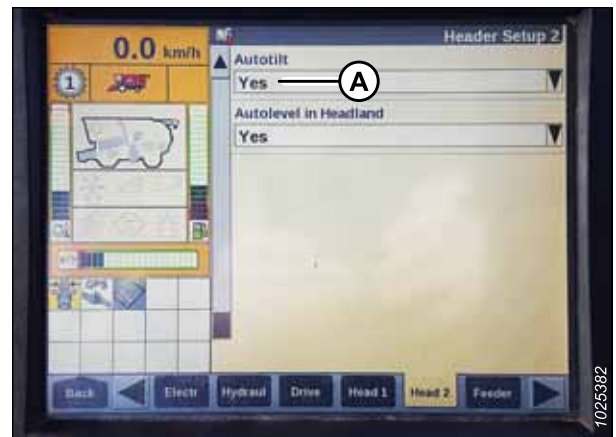 0.0 km/h
Header Setup 2
1
Autotilt
Yes
A
Autolevel in Headland
Yes
GPS
Back
Electr
Hydraul
Drive
Head 1
Head 2
Feeder
1025382